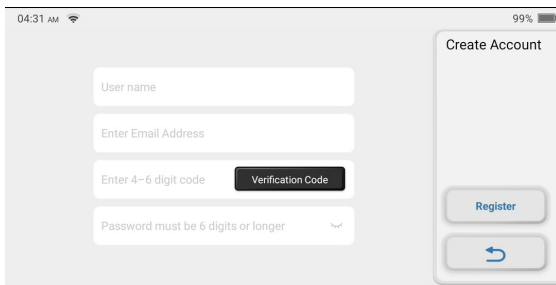 04:31 AM 99%
Create Account
User name
Enter Email Address
Enter 4–6 digit code Verification Code
Password must be 6 digits or longer
Register